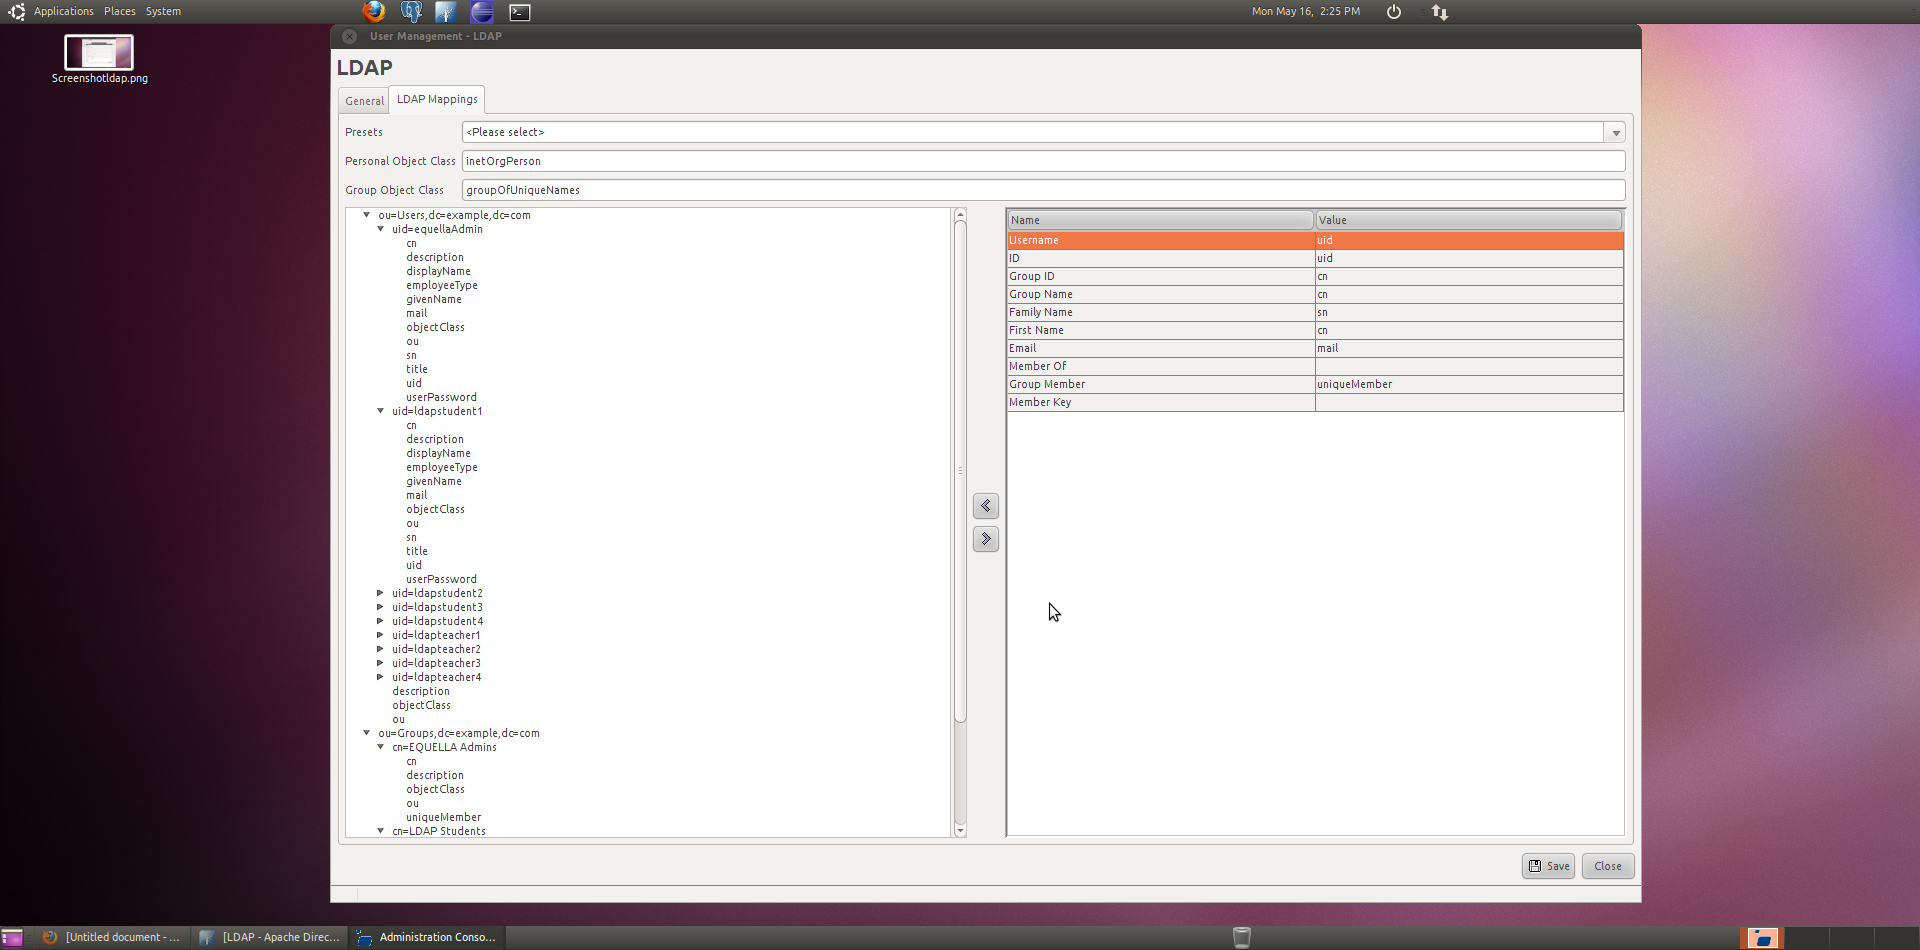 Applications Places System
Mon May 16, 2:25 PM
Screenshotldap.png
User Management - LDAP
LDAP
General
LDAP Mappings
Presets
<Please select>
Personal Object Class
inetOrgPerson
Group Object Class
groupOfUniqueNames
ou=Users,dc=example,dc=com
uid=equellaAdmin
cn
description
displayName
employeeType
givenName
mail
objectClass
ou
sn
title
uid
userPassword
uid=ldapstudent1
cn
description
displayName
employeeType
givenName
mail
objectClass
ou
sn
title
uid
userPassword
uid=ldapstudent2
uid=ldapstudent3
uid=ldapstudent4
uid=ldapteacher1
uid=ldapteacher2
uid=ldapteacher3
uid=ldapteacher4
description
objectClass
ou
ou=Groups,dc=example,dc=com
cn=EQUELLA Admins
cn
description
objectClass
ou
uniqueMember
cn=LDAP Students
Name Value
Username uid
ID uid
Group ID cn
Group Name cn
Family Name sn
First Name cn
Email mail
Member Of
Group Member uniqueMember
Member Key
Save
Close
[Untitled document - ...
[LDAP - Apache Direc...
Administration Conso...